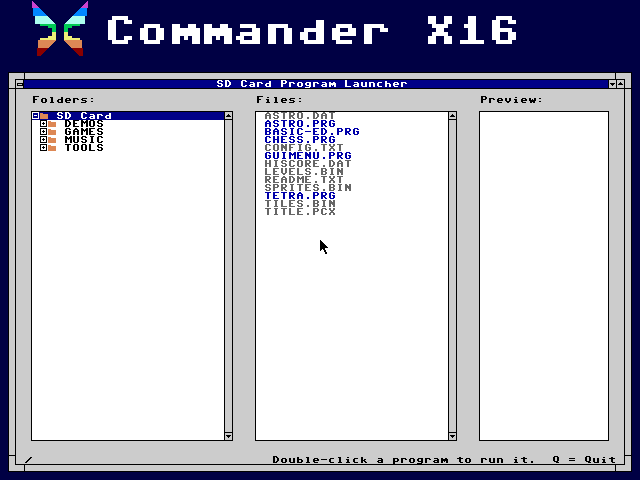 Commander X16
SD Card Program Launcher
Folders:
SD Card
DEMOS
GAMES
MUSIC
TOOLS
Files:
ASTRO.DAT
ASTRO.PRG
BASIC-ED.PRG
CHESS.PRG
CONFIG.TXT
GUIMENU.PRG
HISCORE.DAT
LEVELS.BIN
README.TXT
SPRITES.BIN
TETRA.PRG
TILES.BIN
TITLE.PCX
Preview:
/
Double-click a program to run it. Q = Quit